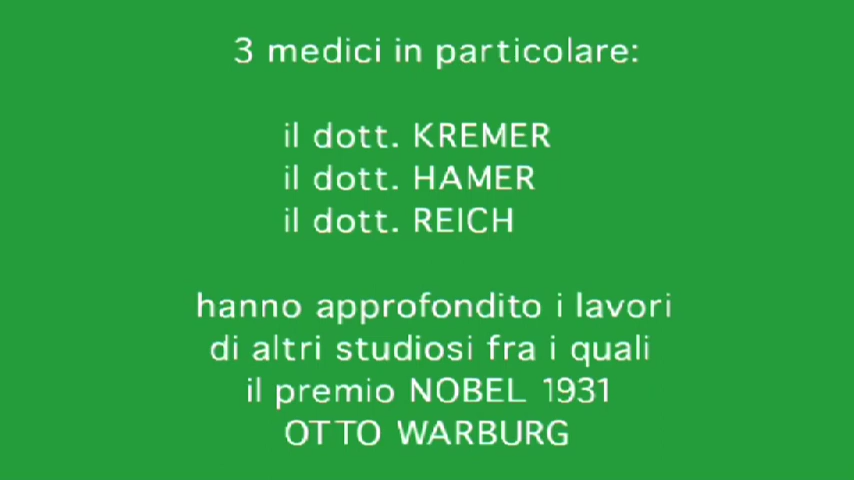 3 medici in particolare:
il dott. KREMER
il dott. HAMER
il dott. REICH
hanno approfondito i lavori
di altri studiosi fra i quali
il premio NOBEL 1931
OTTO WARBURG